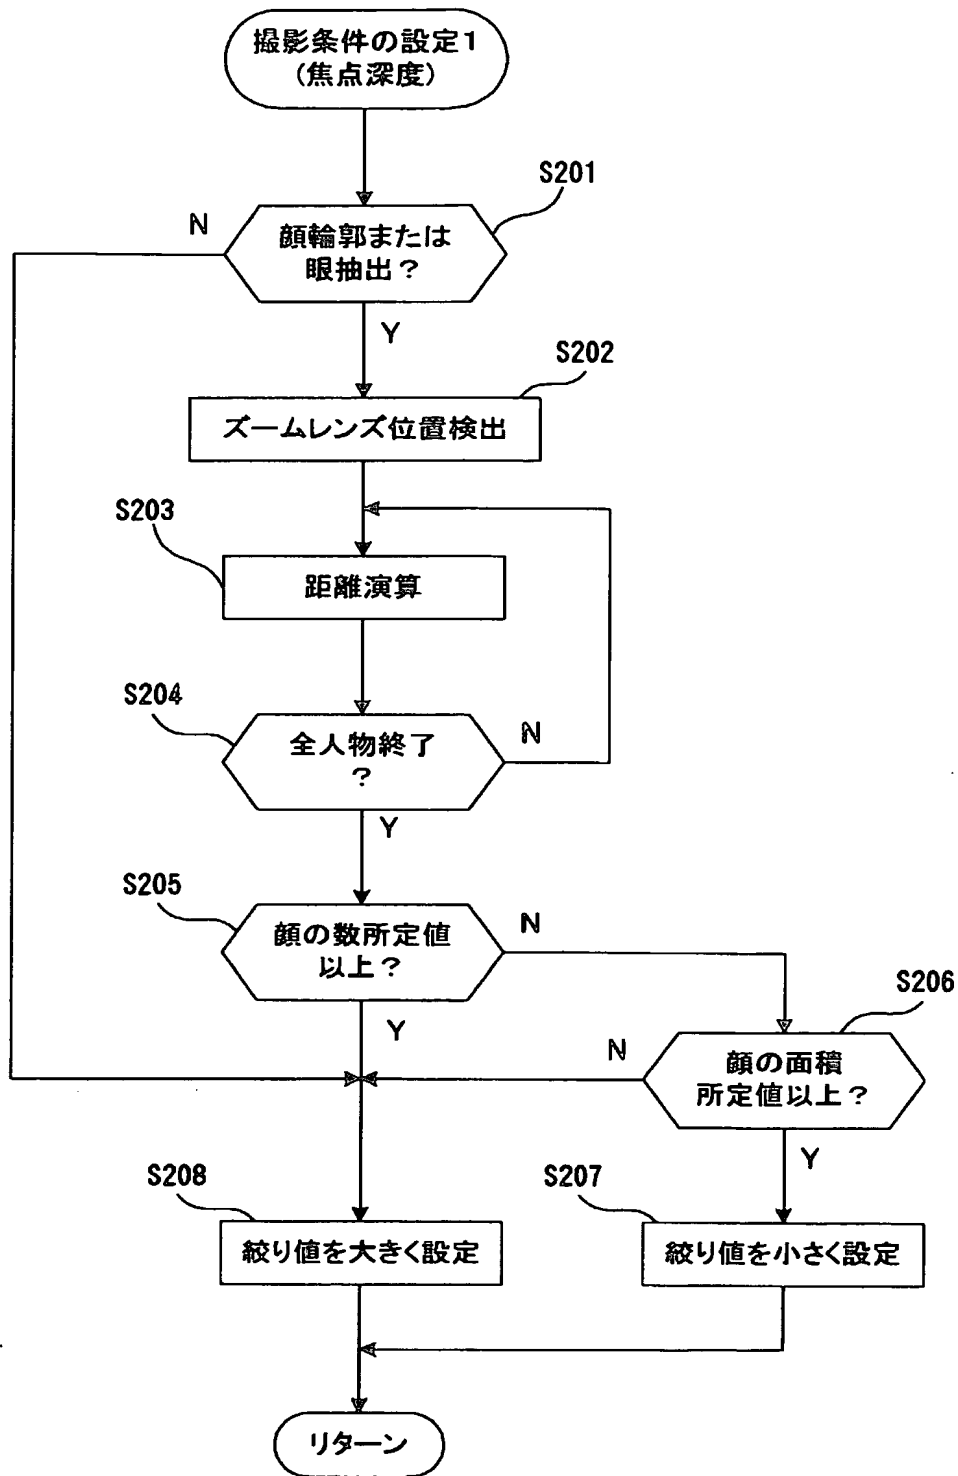 撮影条件の設定1
(焦点深度)
S201
N
顔輪郭または
眼抽出?
Y
S202
ズームレンズ位置検出
S203
距離演算
S204
全人物終了
?
N
Y
S205
顔の数所定値
以上?
N
Y
S206
N
顔の面積
所定値以上?
Y
S208
絞り値を大きく設定
S207
絞り値を小さく設定
リターン